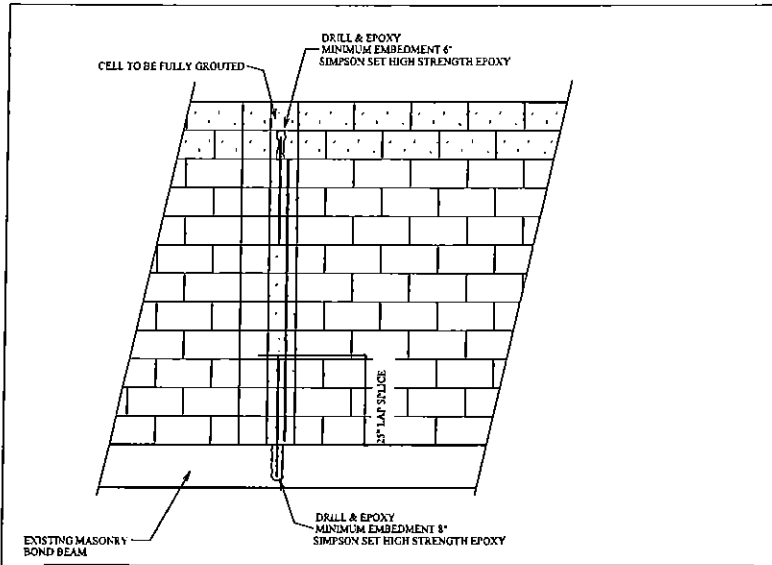 DRILL & EPOXY
MINIMUM EMBEDMENT 6"
SIMPSON SET HIGH STRENGTH EPOXY
CELL TO BE FULLY GROUTED
25" LAP SPLICE
DRILL & EPOXY
MINIMUM EMBEDMENT 8"
SIMPSON SET HIGH STRENGTH EPOXY
EXISTING MASONRY
BOND BEAM